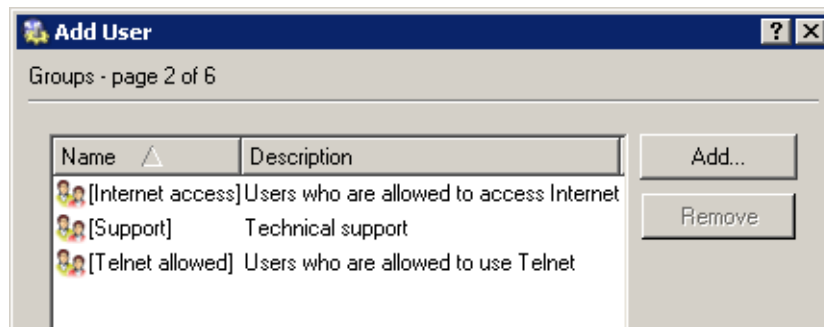 Add User
Groups - page 2 of 6
Name Description
Add...
[Internet access] Users who are allowed to access Internet
Remove
[Support] Technical support
[Telnet allowed] Users who are allowed to use Telnet